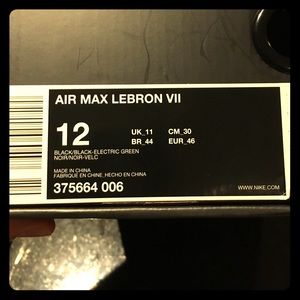 AIR MAX LEBRON VII
12 UK_11 CM_30
BR_44 EUR_46
BLACK/BLACK-ELECTRIC GREEN
NOIR/NOIR-VELC
MADE IN CHINA
FABRIQUE EN CHINE, HECHO EN CHINA
375664 006
WWW.NIKE.COM